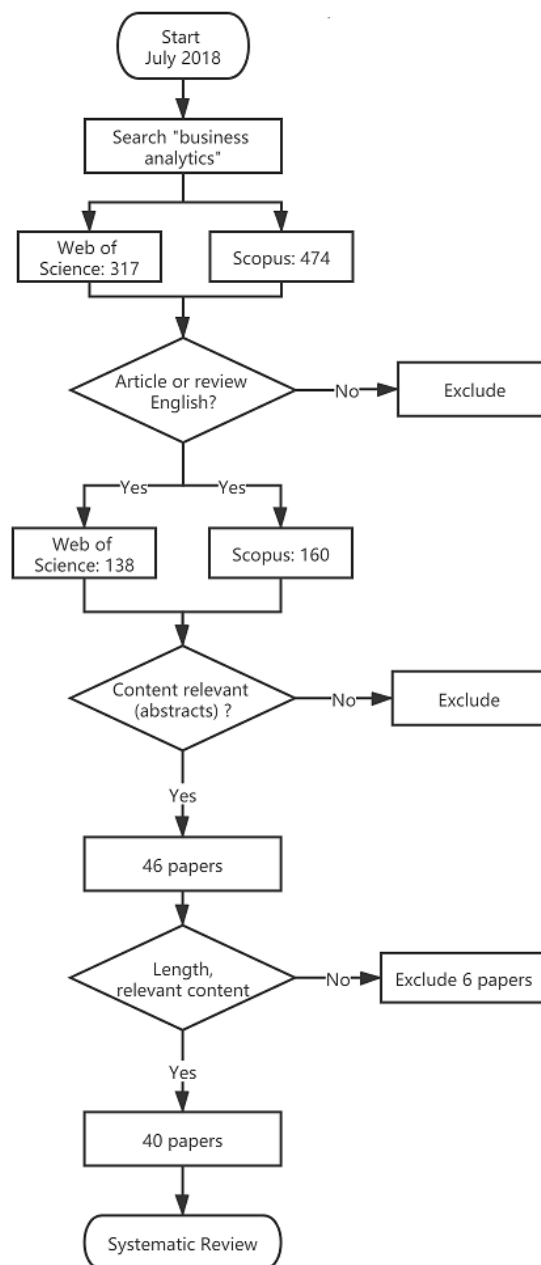 Start
July 2018
Search "business
analytics"
Web of
Science: 317
Scopus: 474
Article or review
English?
No
Exclude
Yes
Yes
Web of
Science: 138
Scopus: 160
Content relevant
(abstracts) ?
No
Exclude
Yes
46 papers
Length,
relevant content
No
Exclude 6 papers
Yes
40 papers
Systematic Review